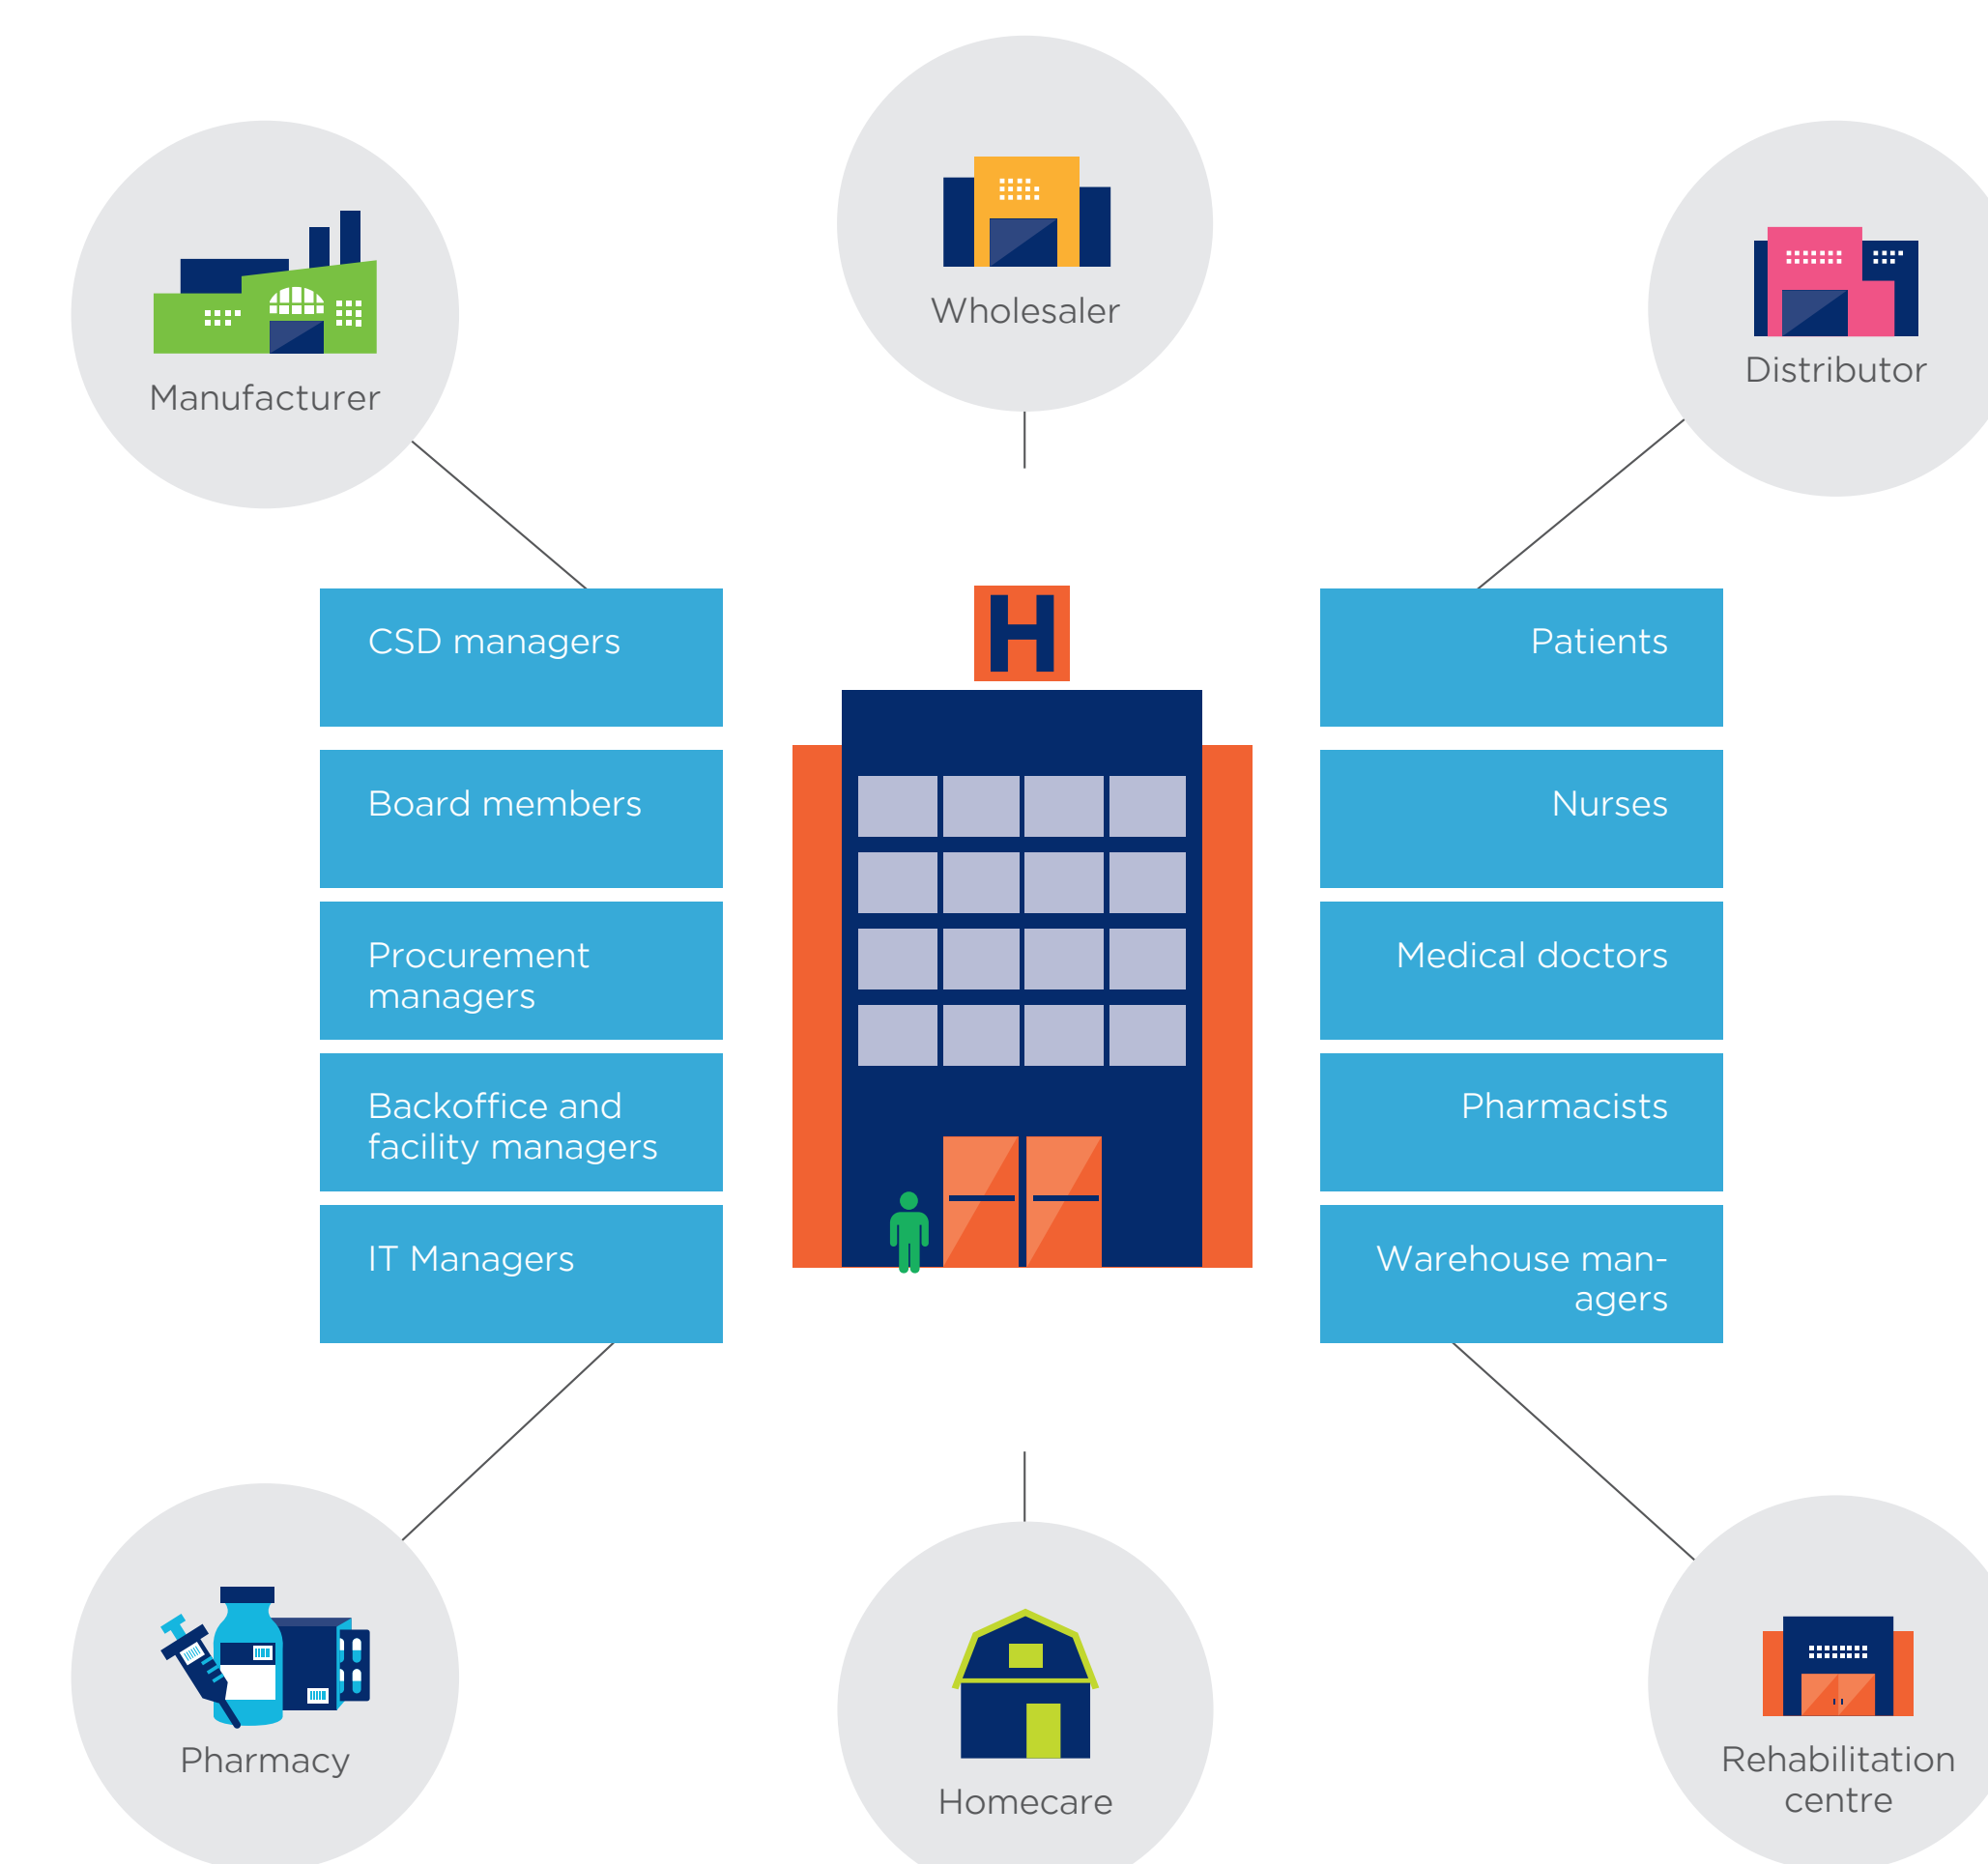 Wholesaler
Distributor
Manufacturer
H
CSD managers
Board members
Procurement
managers
Backoffice and
facility managers
IT Managers
Patients
Nurses
Medical doctors
Pharmacists
Warehouse man-
agers
Pharmacy
Homecare
Rehabilitation
centre